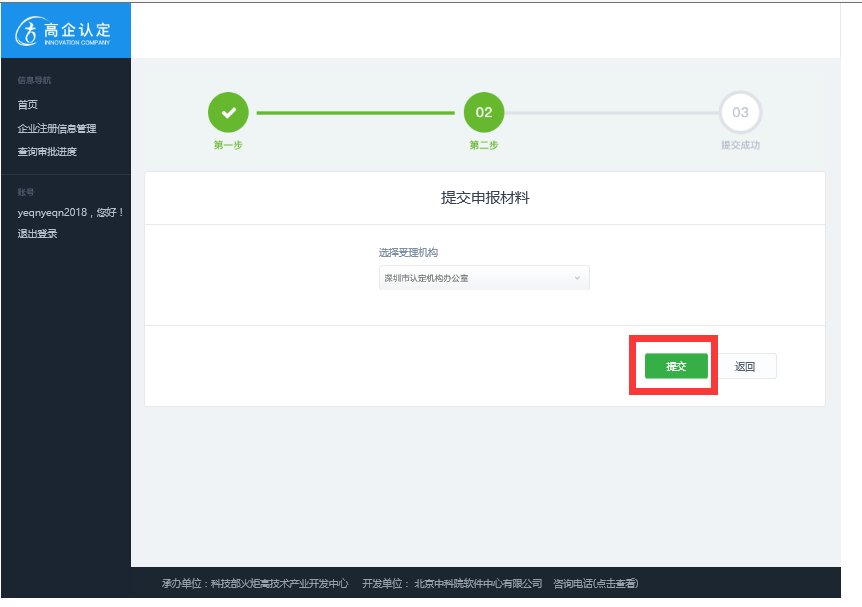 高企认定
INNOVATION COMPANY
信息导航
首页
企业注册信息管理
查询审批进度
账号
yeqnyeqn2018，您好！
退出登录
02
03
第一步
第二步
提交成功
提交申报材料
选择受理机构
深圳市认定机构办公室
提交
返回
承办单位：科技部火炬高技术产业开发中心 开发单位： 北京中科院软件中心有限公司 咨询电话(点击查看)